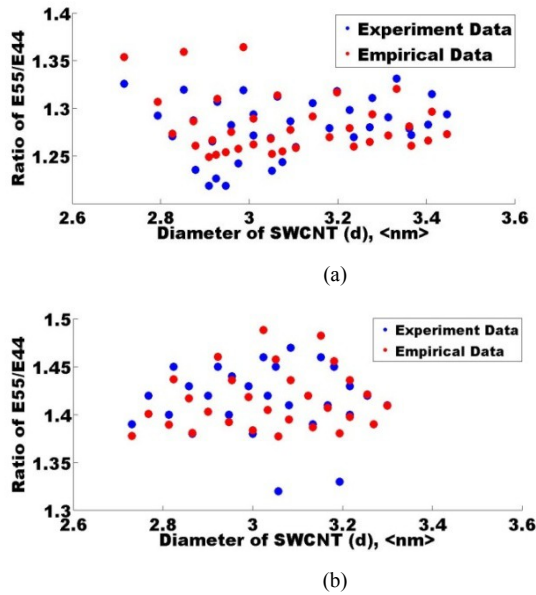 1.4
Experiment Data
Empirical Data
1.35
1.3
1.25
Ratio of E55/E44
2.6
2.8
3
3.2
3.4
3.6
Diameter of SWCNT (d), <nm>
(a)
1.5
Experiment Data
Empirical Data
1.45
1.4
1.35
1.3
Ratio of E55/E44
2.6
2.8
3
3.2
3.4
3.6
Diameter of SWCNT (d), <nm>
(b)